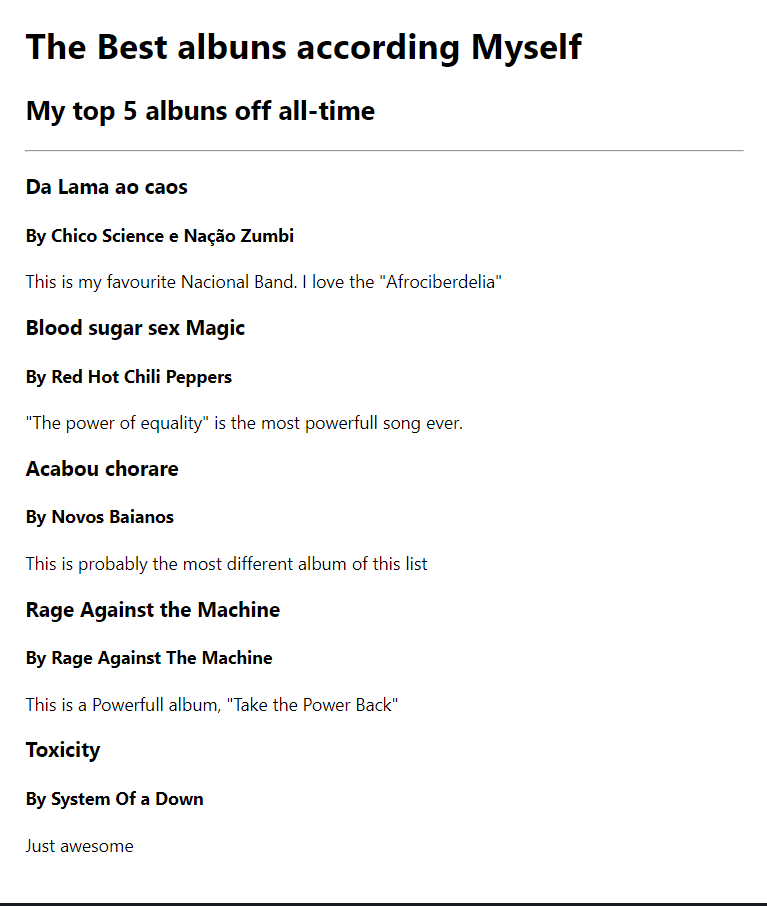 The Best albuns according Myself
My top 5 albuns off all-time
Da Lama ao caos
By Chico Science e Nação Zumbi
This is my favourite Nacional Band. I love the "Afrociberdelia"
Blood sugar sex Magic
By Red Hot Chili Peppers
"The power of equality" is the most powerfull song ever.
Acabou chorare
By Novos Baianos
This is probably the most different album of this list
Rage Against the Machine
By Rage Against The Machine
This is a Powerfull album, "Take the Power Back"
Toxicity
By System Of a Down
Just awesome